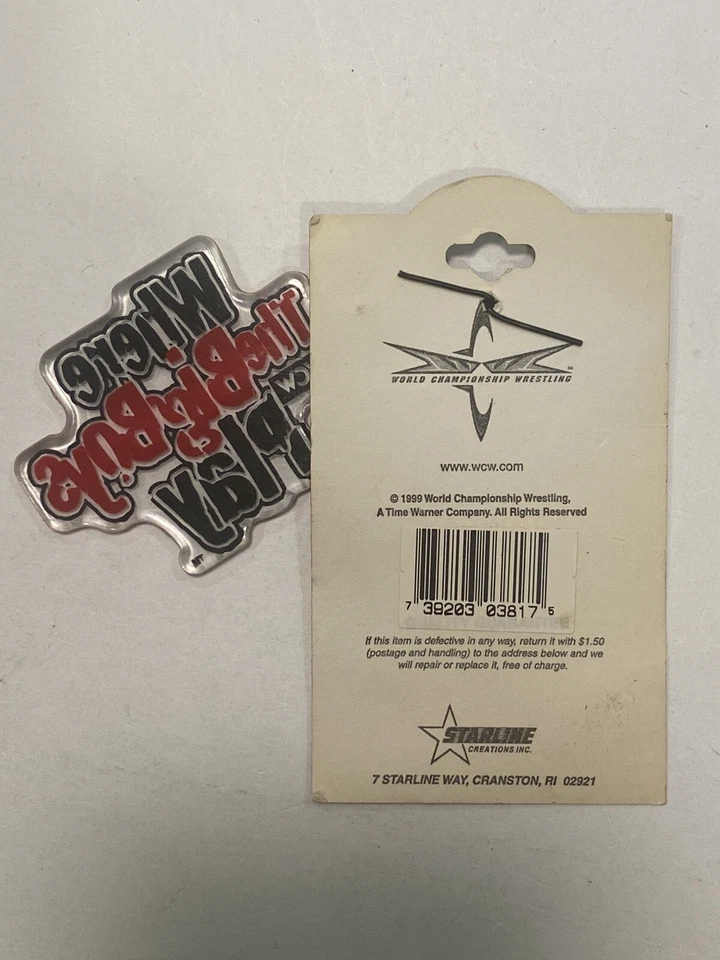 Where
The Big Boys
Play
WORLD CHAMPIONSHIP WRESTLING
SM
www.wcw.com
© 1999 World Championship Wrestling,
A Time Warner Company. All Rights Reserved
7 39203 03817 5
If this item is defective in any way, return it with $1.50
(postage and handling) to the address below and we
will repair or replace it, free of charge.
STARLINE
CREATIONS INC.
7 STARLINE WAY, CRANSTON, RI 02921